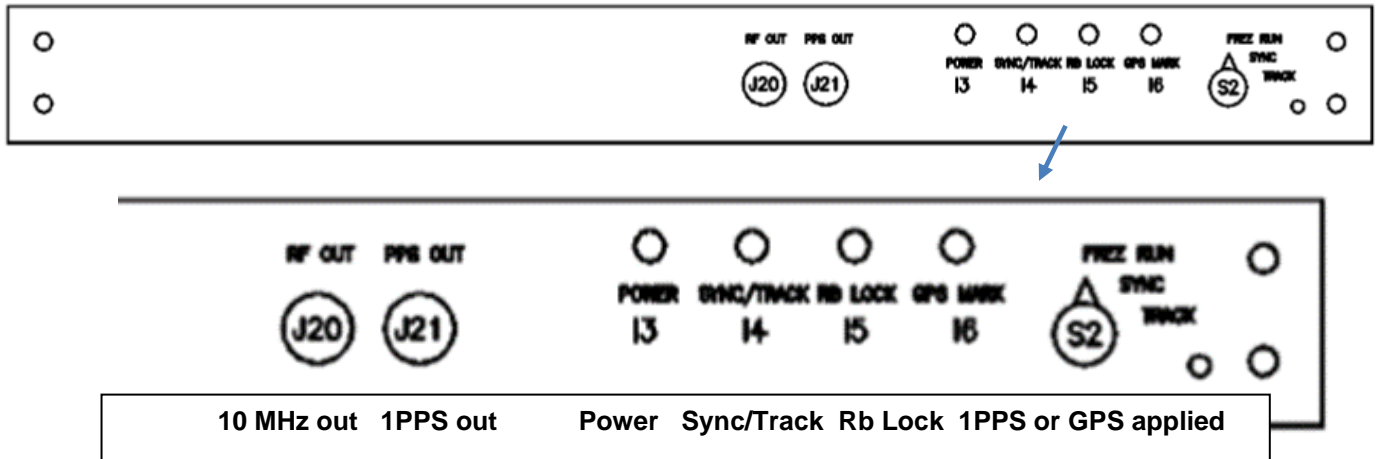 RF OUT PPS OUT FREZ RUN
SYNC
POWER SYNC/TRACK RB LOCK GPS MARK TRACK
J20 J21 I3 I4 I5 I6 S2
RF OUT PPS OUT FREZ RUN
SYNC
POWER SYNC/TRACK RB LOCK GPS MARK TRACK
J20 J21 I3 I4 I5 I6 S2
10 MHz out 1PPS out Power Sync/Track Rb Lock 1PPS or GPS applied